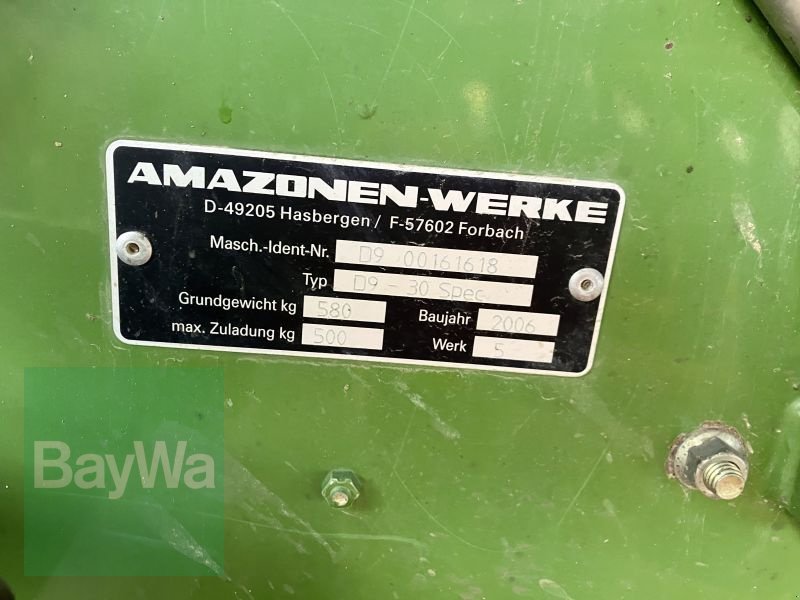 AMAZONEN-WERKE
D-49205 Hasbergen / F-57602 Forbach
Masch.-Ident-Nr. D9 00161618
Typ D9 - 30 Spec
Grundgewicht kg 580 Baujahr 2006
max. Zuladung kg 500 Werk 5
BayWa